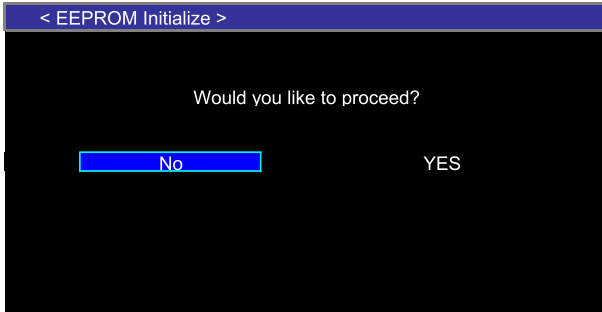 < EEPROM Initialize >
Would you like to proceed?
No YES